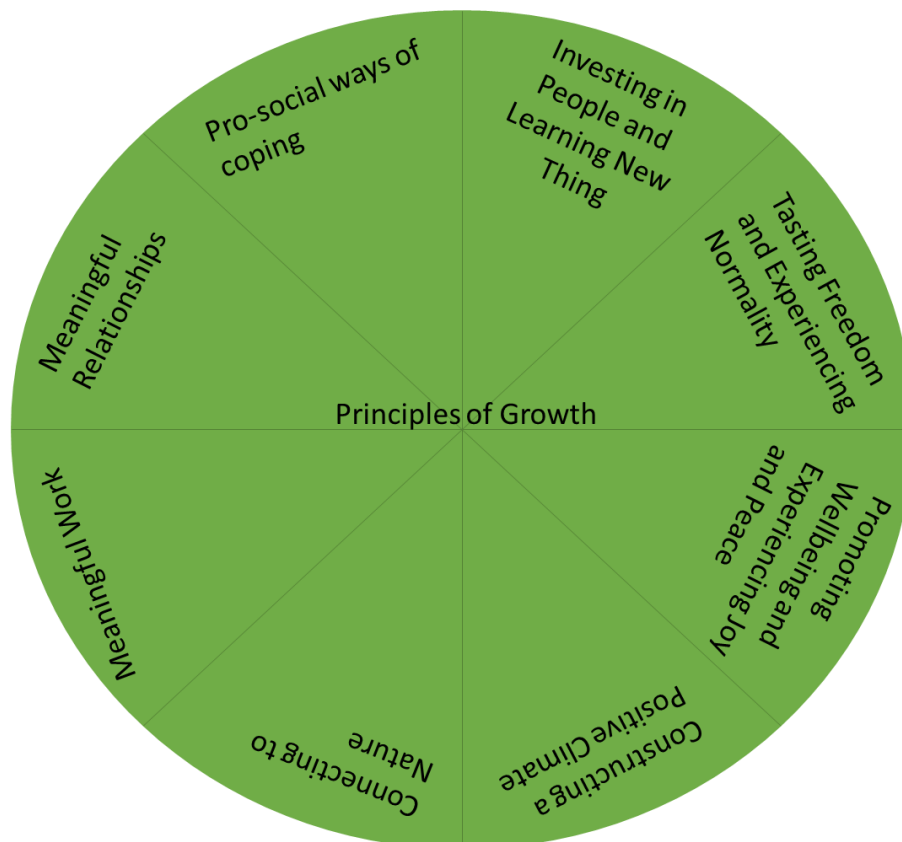 Investing in
People and
Learning New
Thing
Tasting Freedom
and Experiencing
Normality
Promoting
Wellbeing and
Experiencing Joy
and Peace
Constructing a
Positive Climate
Connecting to
Nature
Meaningful Work
Meaningful
Relationships
Pro-social ways of
coping
Principles of Growth